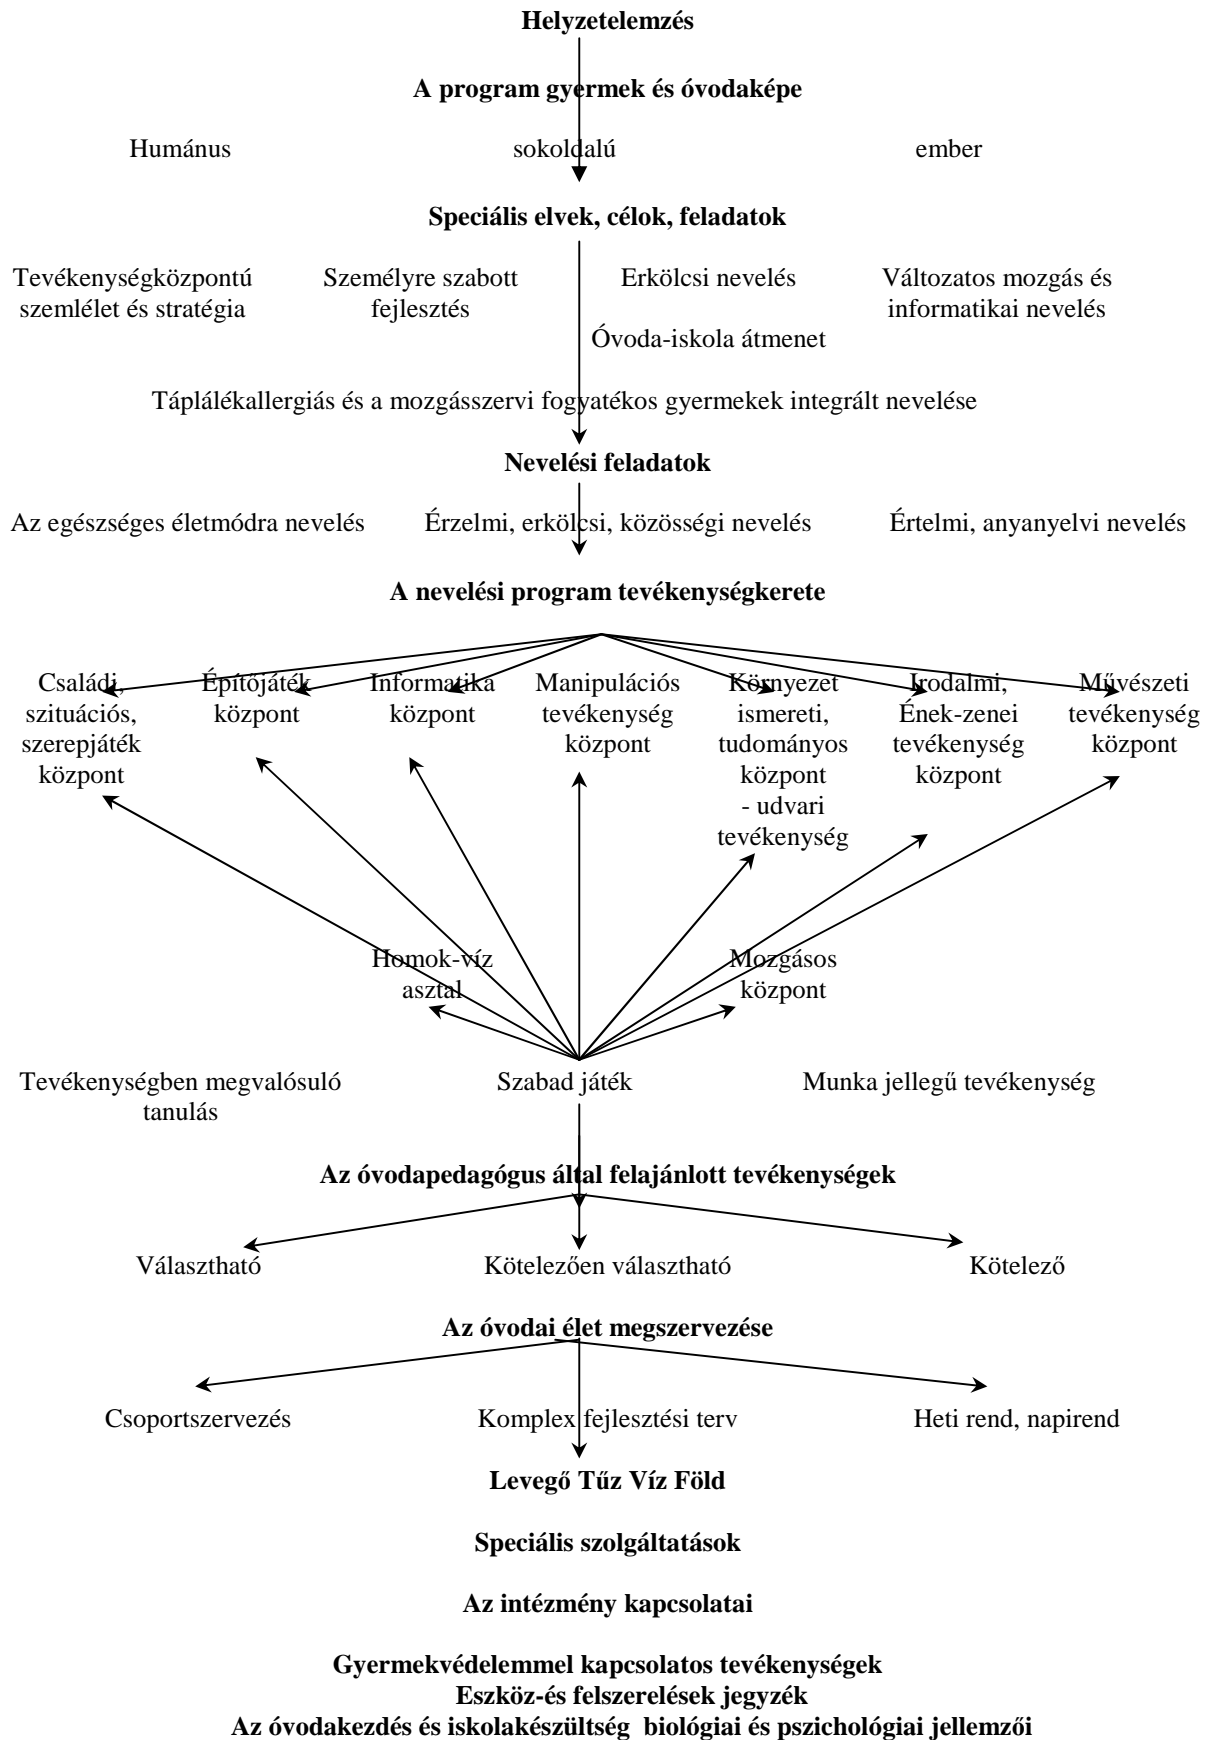 Helyzetelemzés
A program gyermek és óvodaképe
Humánus sokoldalú ember
Speciális elvek, célok, feladatok
Tevékenységközpontú
szemlélet és stratégia
Személyre szabott
fejlesztés
Erkölcsi nevelés
Változatos mozgás és
informatikai nevelés
Óvoda-iskola átmenet
Táplálékallergiás és a mozgásszervi fogyatékos gyermekek integrált nevelése
Nevelési feladatok
Az egészséges életmódra nevelés Érzelmi, erkölcsi, közösségi nevelés Értelmi, anyanyelvi nevelés
A nevelési program tevékenységkerete
Családi,
szituációs,
szerepjáték
központ
Építőjáték
központ
Informatika
központ
Manipulációs
tevékenység
központ
Környezet
ismereti,
tudományos
központ
- udvari
tevékenység
Irodalmi,
Ének-zenei
tevékenység
központ
Művészeti
tevékenység
központ
Homok-víz
asztal
Mozgásos
központ
Tevékenységben megvalósuló
tanulás
Szabad játék
Munka jellegű tevékenység
Az óvodapedagógus által felajánlott tevékenységek
Választható Kötelezően választható Kötelező
Az óvodai élet megszervezése
Csoportszervezés Komplex fejlesztési terv Heti rend, napirend
Levegő Tűz Víz Föld
Speciális szolgáltatások
Az intézmény kapcsolatai
Gyermekvédelemmel kapcsolatos tevékenységek
Eszköz-és felszerelések jegyzék
Az óvodakezdés és iskolakészültség biológiai és pszichológiai jellemzői